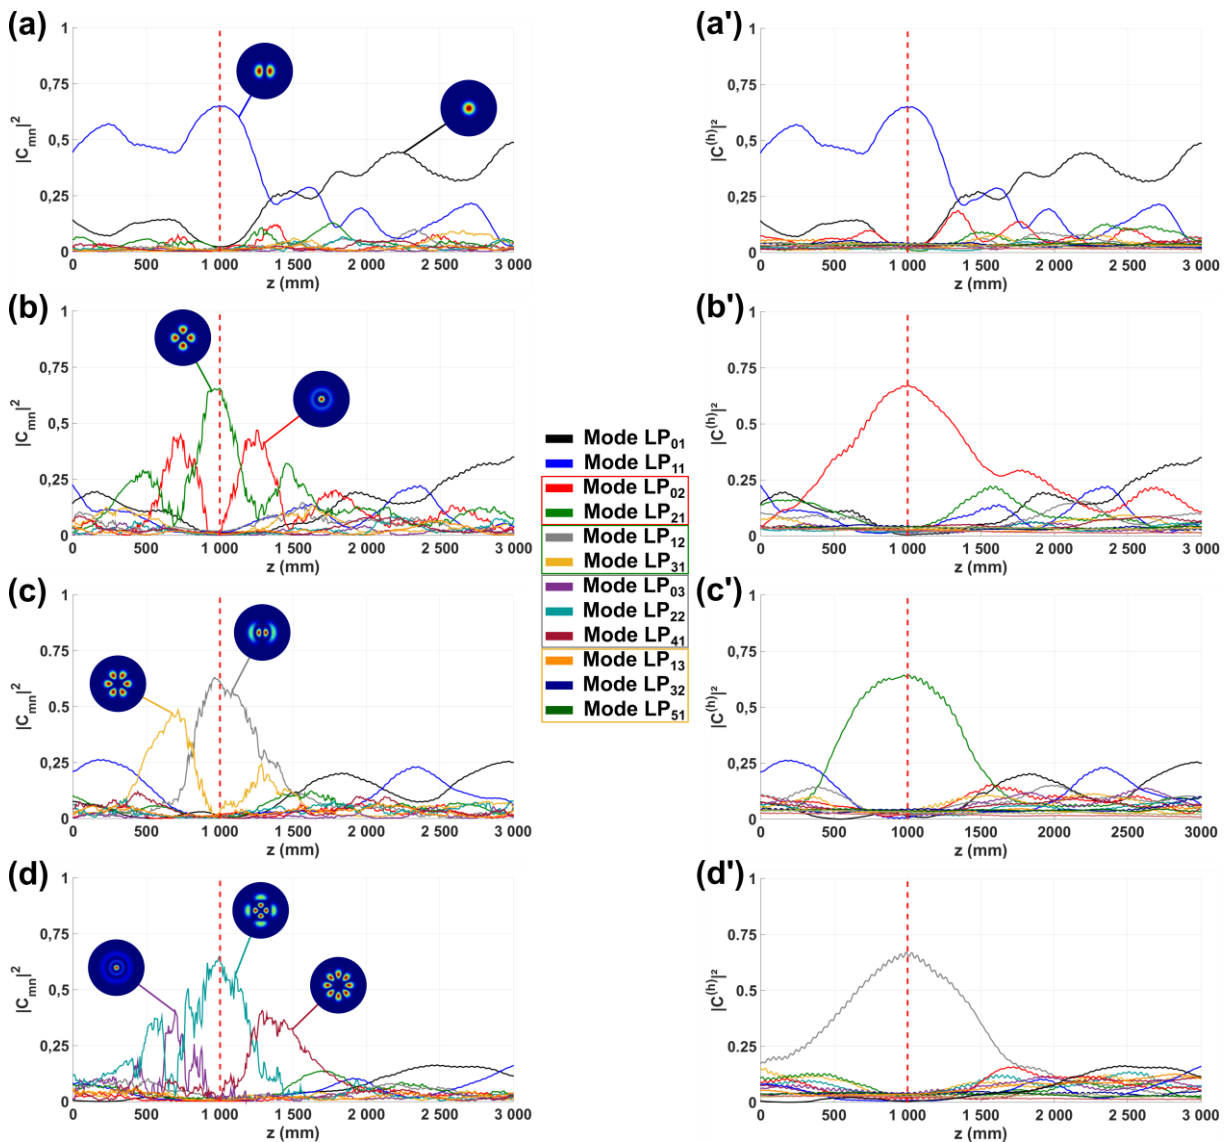 (a)
|C_mn|²
1
0,75
0,5
0,25
0
0 500 1 000 1 500 2 000 2 500 3 000
z (mm)
(a')
|C^(h)|²
1
0.75
0.5
0.25
0
0 500 1 000 1 500 2 000 2 500 3 000
z (mm)
(b)
|C_mn|²
1
0,75
0,5
0,25
0
0 500 1 000 1 500 2 000 2 500 3 000
z (mm)
(b')
|C^(h)|²
1
0.75
0.5
0.25
0
0 500 1000 1 500 2 000 2 500 3 000
z (mm)
Mode LP₀₁
Mode LP₁₁
Mode LP₀₂
Mode LP₂₁
Mode LP₁₂
Mode LP₃₁
Mode LP₀₃
Mode LP₂₂
Mode LP₄₁
Mode LP₁₃
Mode LP₃₂
Mode LP₅₁
(c)
|C_mn|²
1
0,75
0,5
0,25
0
0 500 1 000 1 500 2 000 2 500 3 000
z (mm)
(c')
|C^(h)|²
1
0.75
0.5
0,25
0
0 500 1000 1 500 2 000 2 500 3000
z (mm)
(d)
|C_mn|²
1
0,75
0,5
0,25
0
0 500 1 000 1 500 2 000 2 500 3 000
z (mm)
(d')
|C^(h)|²
1
0.75
0.5
0.25
0
0 500 1 000 1 500 2 000 2 500 3 000
z (mm)